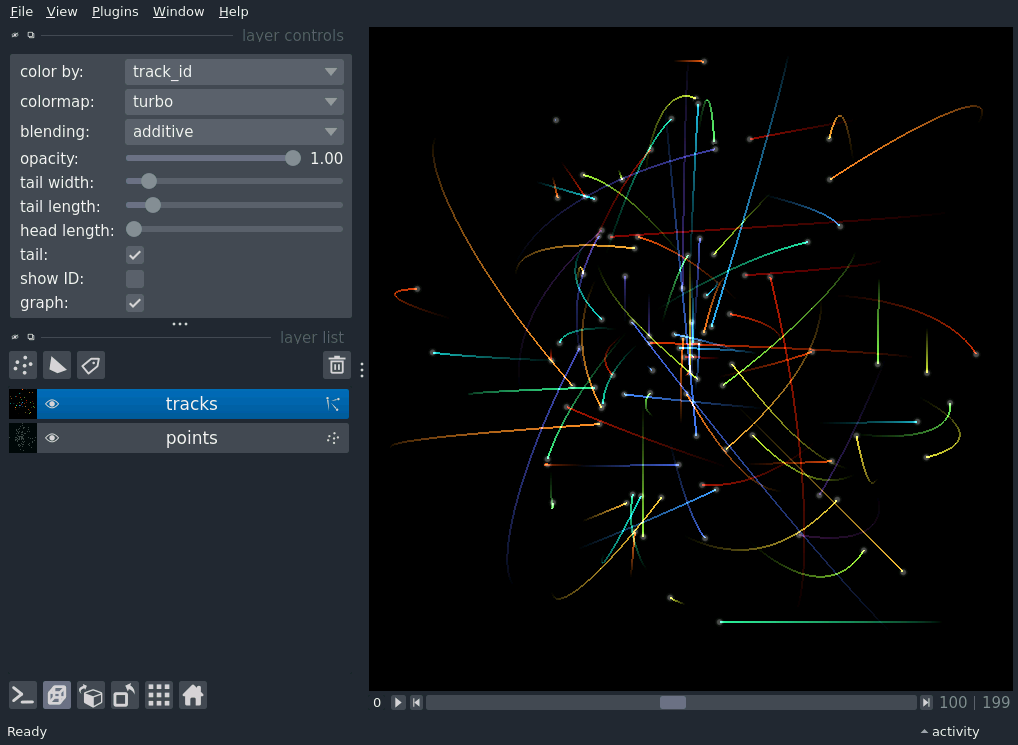 File View Plugins Window Help
layer controls
color by: track_id
colormap: turbo
blending: additive
opacity: 1.00
tail width:
tail length:
head length:
tail:
show ID:
graph:
layer list
tracks
points
0 100 | 199
Ready activity